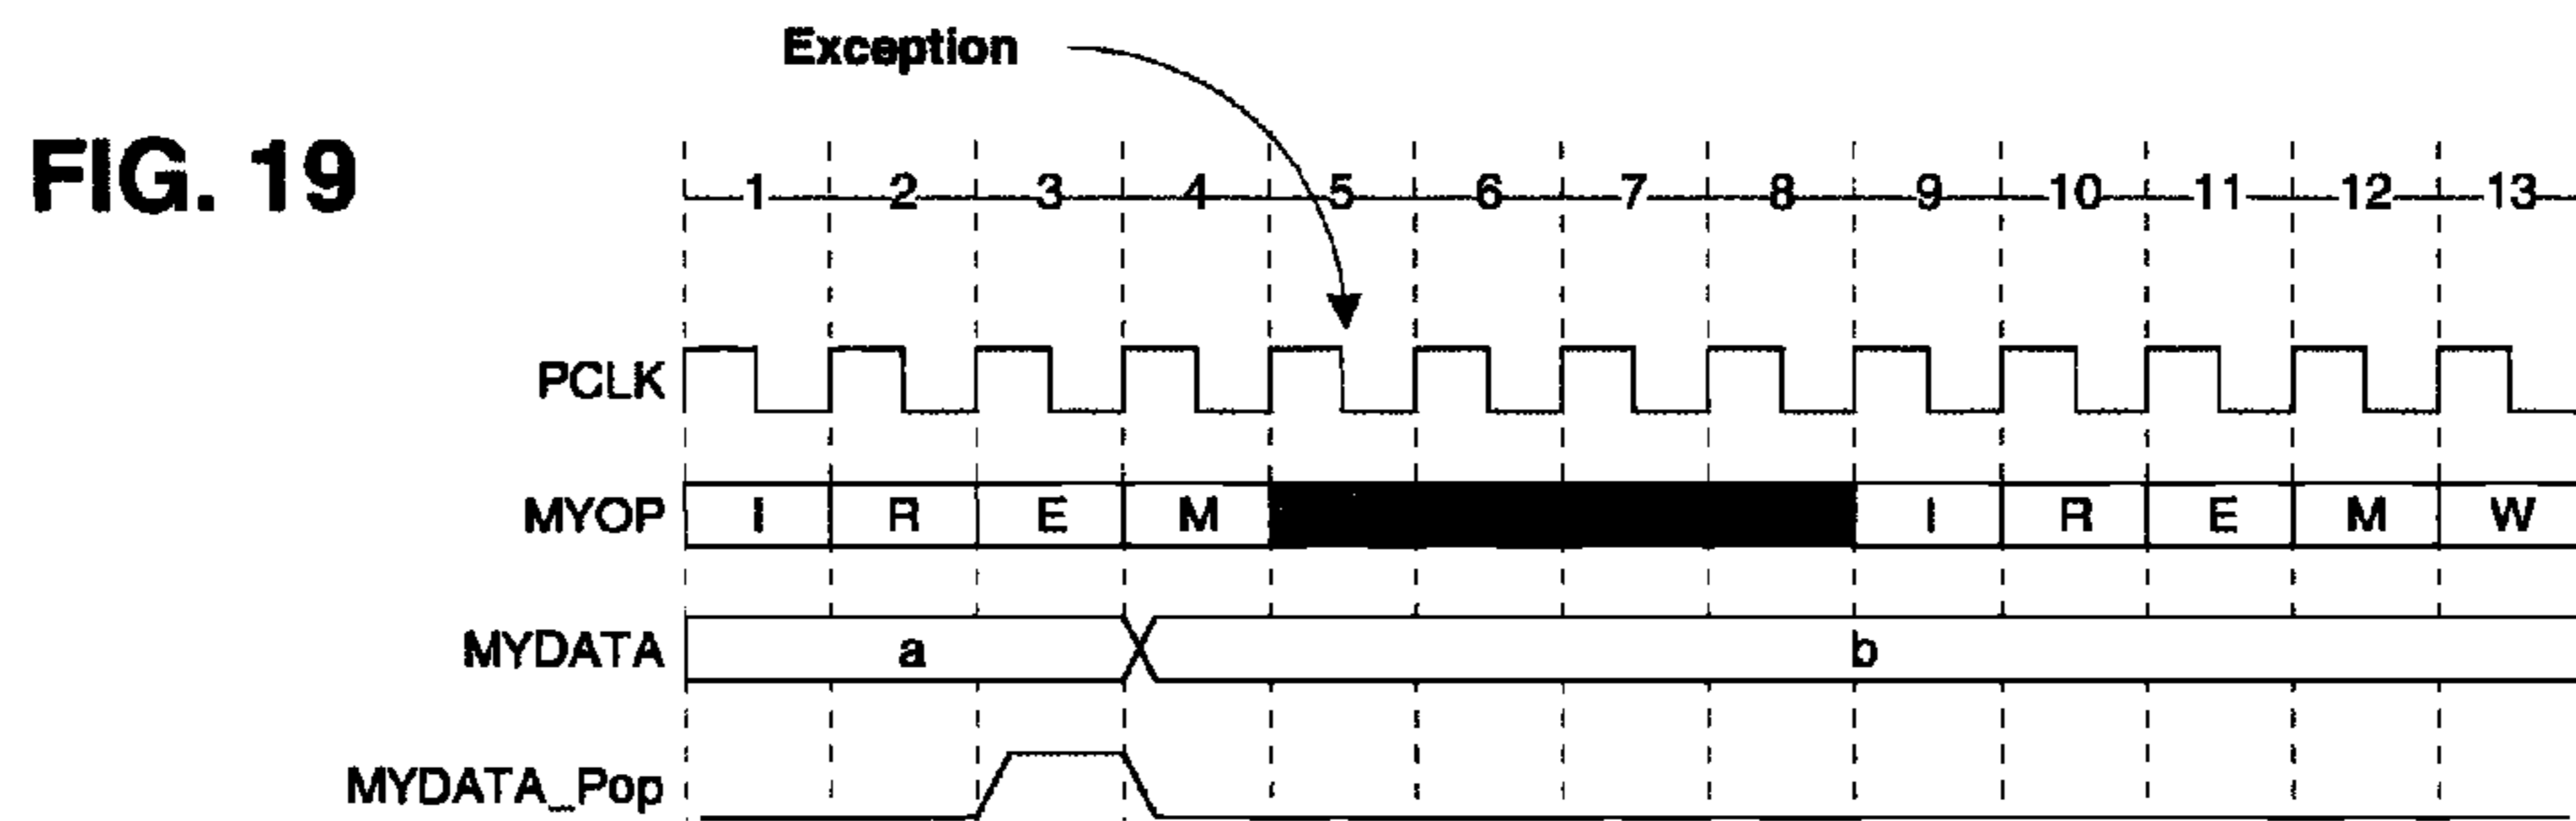 Exception
FIG. 19
1 2 3 4 5 6 7 8 9 10 11 12 13
PCLK
MYOP I R E M I R E M W
MYDATA a b
MYDATA_Pop